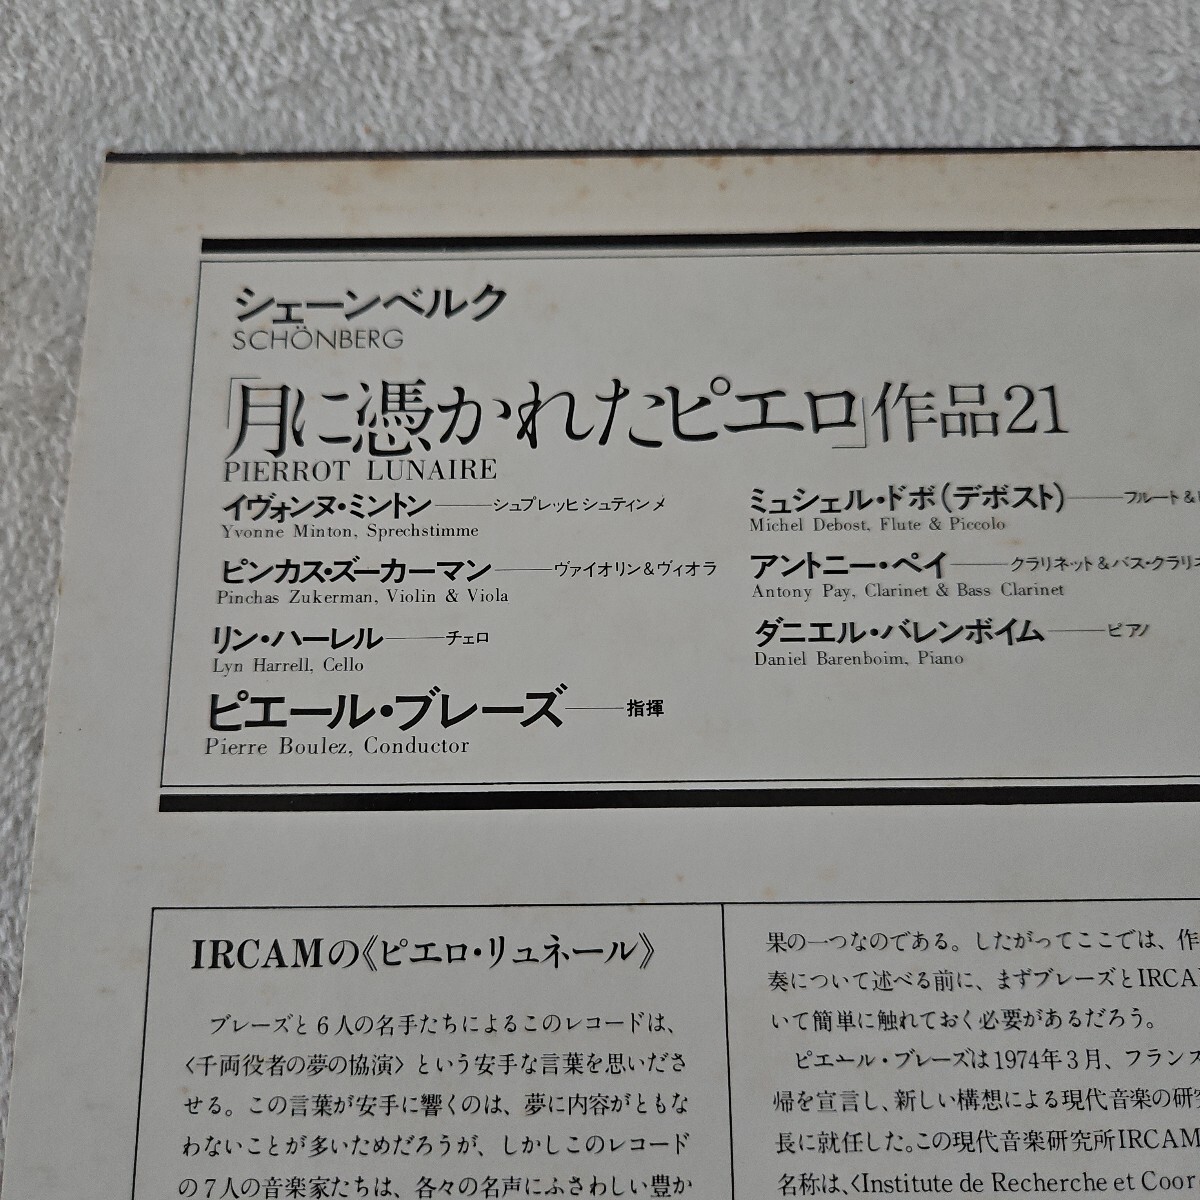 シェーンベルク
SCHÖNBERG
「月に憑かれたピエロ」作品21
PIERROT LUNAIRE
イヴォンヌ・ミントン――シュプレッヒシュティンメ
Yvonne Minton, Sprechstimme
ピンカス・ズーカーマン――ヴァイオリン&ヴィオラ
Pinchas Zukerman, Violin & Viola
リン・ハーレル――チェロ
Lyn Harrell, Cello
ピエール・ブレーズ――指揮
Pierre Boulez, Conductor
ミュシェル・ドボ(デボスト)――フルート&
Michel Debost, Flute & Piccolo
アントニー・ペイ――クラリネット&バス・クラリネ
Antony Pay, Clarinet & Bass Clarinet
ダニエル・バレンボイム――ピアノ
Daniel Barenboim, Piano
IRCAMの《ピエロ・リュネール》
ブレーズと6人の名手たちによるこのレコードは、
〈千両役者の夢の協演〉という安手な言葉を思いださ
せる。この言葉が安手に響くのは、夢に内容がともな
わないことが多いためだろうが、しかしこのレコード
の7人の音楽家たちは、各々の名声にふさわしい豊か
果の一つなのである。したがってここでは、作
奏について述べる前に、まずブレーズとIRCA
いて簡単に触れておく必要があるだろう。
ピエール・ブレーズは1974年3月、フランス
帰を宣言し、新しい構想による現代音楽の研究
長に就任した。この現代音楽研究所IRCAM
名称は、〈Institute de Recherche et Coor